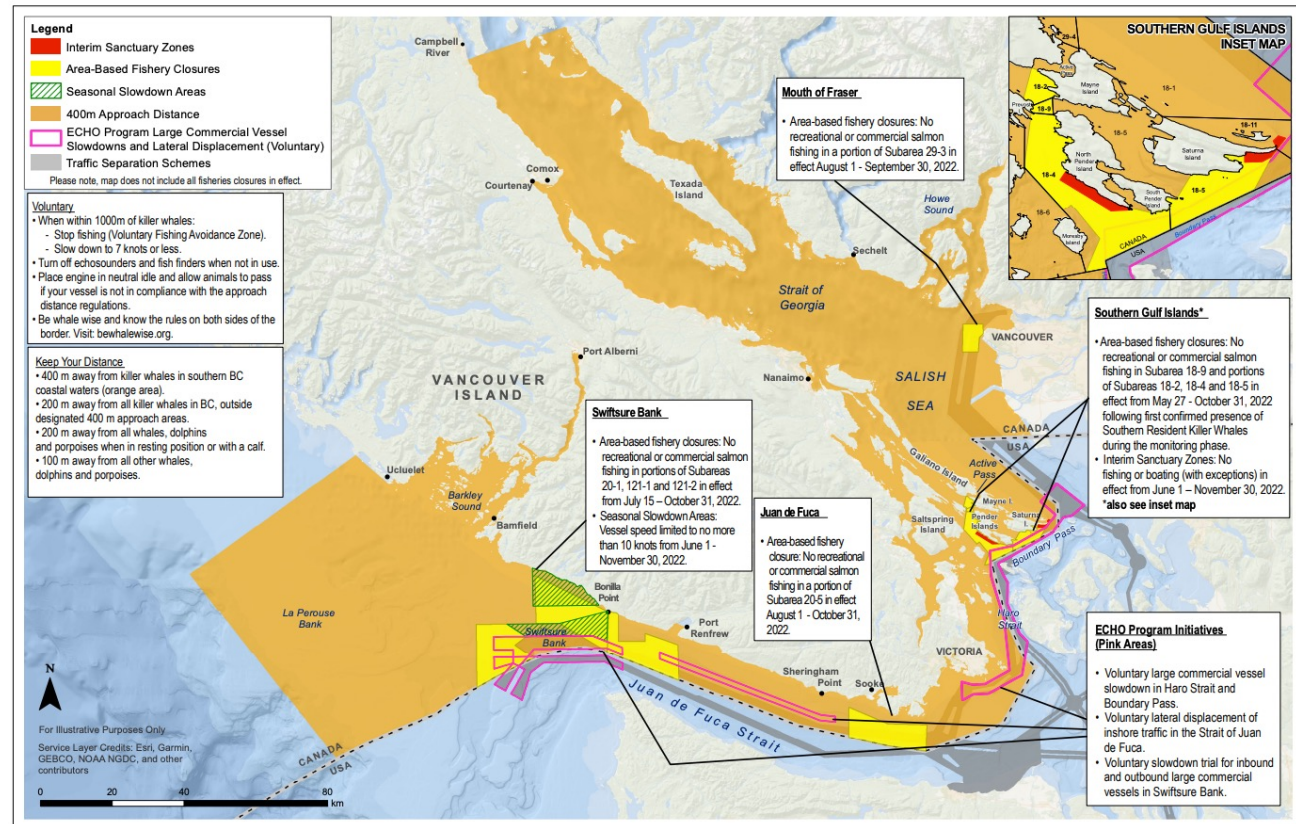 Legend
Interim Sanctuary Zones
Area-Based Fishery Closures
Seasonal Slowdown Areas
400m Approach Distance
ECHO Program Large Commercial Vessel
Slowdowns and Lateral Displacement (Voluntary)
Traffic Separation Schemes
Please note, map does not include all fisheries closures in effect.
Voluntary
• When within 1000m of killer whales:
- Stop fishing (Voluntary Fishing Avoidance Zone).
- Slow down to 7 knots or less.
• Turn off echosounders and fish finders when not in use.
• Place engine in neutral idle and allow animals to pass
if your vessel is not in compliance with the approach
distance regulations.
• Be whale wise and know the rules on both sides of the
border. Visit: bewhalewise.org.
Keep Your Distance
• 400 m away from killer whales in southern BC
coastal waters (orange area).
• 200 m away from all killer whales in BC, outside
designated 400 m approach areas.
• 200 m away from all whales, dolphins
and porpoises when in resting position or with a calf.
• 100 m away from all other whales,
dolphins and porpoises.
Campbell
River
Comox
Courtenay
Texada
Island
Howe
Sound
Sechelt
Strait of
Georgia
Port Alberni
VANCOUVER
ISLAND
Nanaimo
VANCOUVER
SALISH
SEA
CANADA
USA
Ucluelet
Barkley
Sound
Bamfield
Galiano Island
Active
Pass
Mayne I.
Pender
Islands
Saturna
I.
Saltspring
Island
Boundary Pass
Haro
Strait
La Perouse
Bank
Bonilla
Point
Swiftsure
Bank
Port
Renfrew
Sheringham
Point
Sooke
VICTORIA
Juan de Fuca Strait
CANADA
USA
Mouth of Fraser
• Area-based fishery closures: No
recreational or commercial salmon
fishing in a portion of Subarea 29-3 in
effect August 1 - September 30, 2022.
Swiftsure Bank
• Area-based fishery closures: No
recreational or commercial salmon
fishing in portions of Subareas
20-1, 121-1 and 121-2 in effect
from July 15 – October 31, 2022.
• Seasonal Slowdown Areas:
Vessel speed limited to no more
than 10 knots from June 1 -
November 30, 2022.
Juan de Fuca
• Area-based fishery
closure: No recreational
or commercial salmon
fishing in a portion of
Subarea 20-5 in effect
August 1 - October 31,
2022.
Southern Gulf Islands*
• Area-based fishery closures: No
recreational or commercial salmon
fishing in Subarea 18-9 and portions
of Subareas 18-2, 18-4 and 18-5 in
effect from May 27 - October 31, 2022
following first confirmed presence of
Southern Resident Killer Whales
during the monitoring phase.
• Interim Sanctuary Zones: No
fishing or boating (with exceptions) in
effect from June 1 – November 30, 2022.
*also see inset map
ECHO Program Initiatives
(Pink Areas)
• Voluntary large commercial vessel
slowdown in Haro Strait and
Boundary Pass.
• Voluntary lateral displacement of
inshore traffic in the Strait of Juan
de Fuca.
• Voluntary slowdown trial for inbound
and outbound large commercial
vessels in Swiftsure Bank.
SOUTHERN GULF ISLANDS
INSET MAP
29-4
Active
Pass
18-2
Mayne
Island
18-1
18-9
18-11
18-5
Saturna
Island
North
Pender
Island
18-4
South
Pender
Island
18-5
18-6
Moresby
Island
Boundary Pass
CANADA
USA
N
For Illustrative Purposes Only
Service Layer Credits: Esri, Garmin,
GEBCO, NOAA NGDC, and other
contributors
0 20 40 80
km